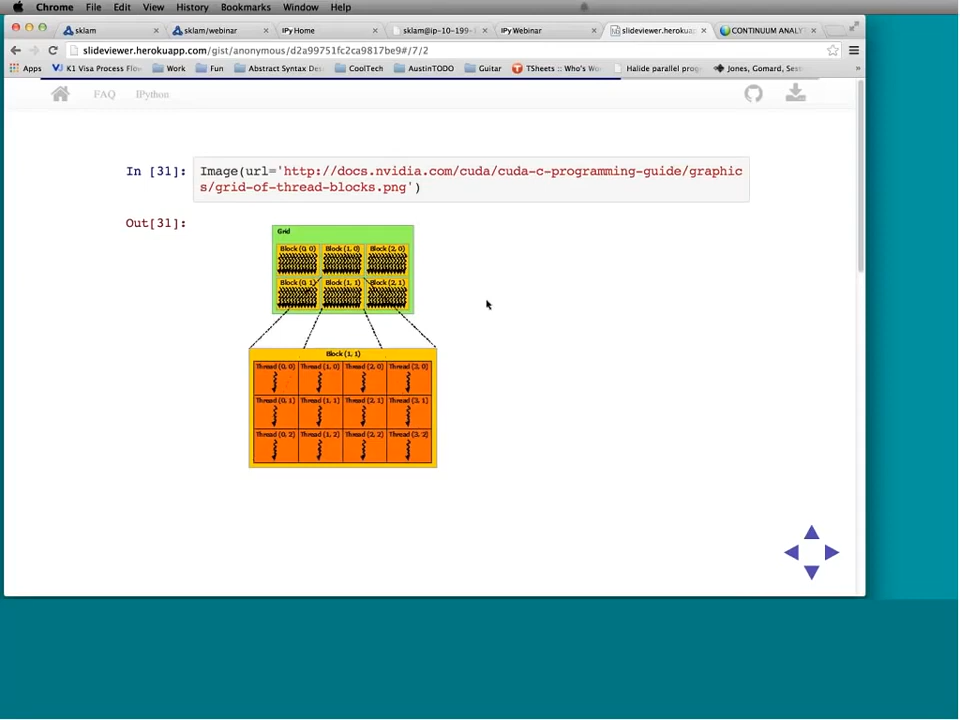 Chrome File Edit View History Bookmarks Window Help
sklam
sklam/webinar
IPy Home
sklam@ip-10-199-
IPy Webinar
slideviewer.herokuapp
CONTINUUM ANALY
slideviewer.herokuapp.com/gist/anonymous/d2a99751fc2ca9817be9#/7/2
Apps K1 Visa Process Flow Work Fun Abstract Syntax Des CoolTech AustinTODO Guitar TSheets :: Who's Wo Halide parallel prog Jones, Gomard, Ses »
FAQ IPython
In [31]: Image(url='http://docs.nvidia.com/cuda/cuda-c-programming-guide/graphic
s/grid-of-thread-blocks.png')
Out[31]:
Grid
Block (0, 0) Block (1, 0) Block (2, 0)
Block (0, 1) Block (1, 1) Block (2, 1)
Block (1, 1)
Thread (0, 0) Thread (1, 0) Thread (2, 0) Thread (3, 0)
Thread (0, 1) Thread (1, 1) Thread (2, 1) Thread (3, 1)
Thread (0, 2) Thread (1, 2) Thread (2, 2) Thread (3, 2)